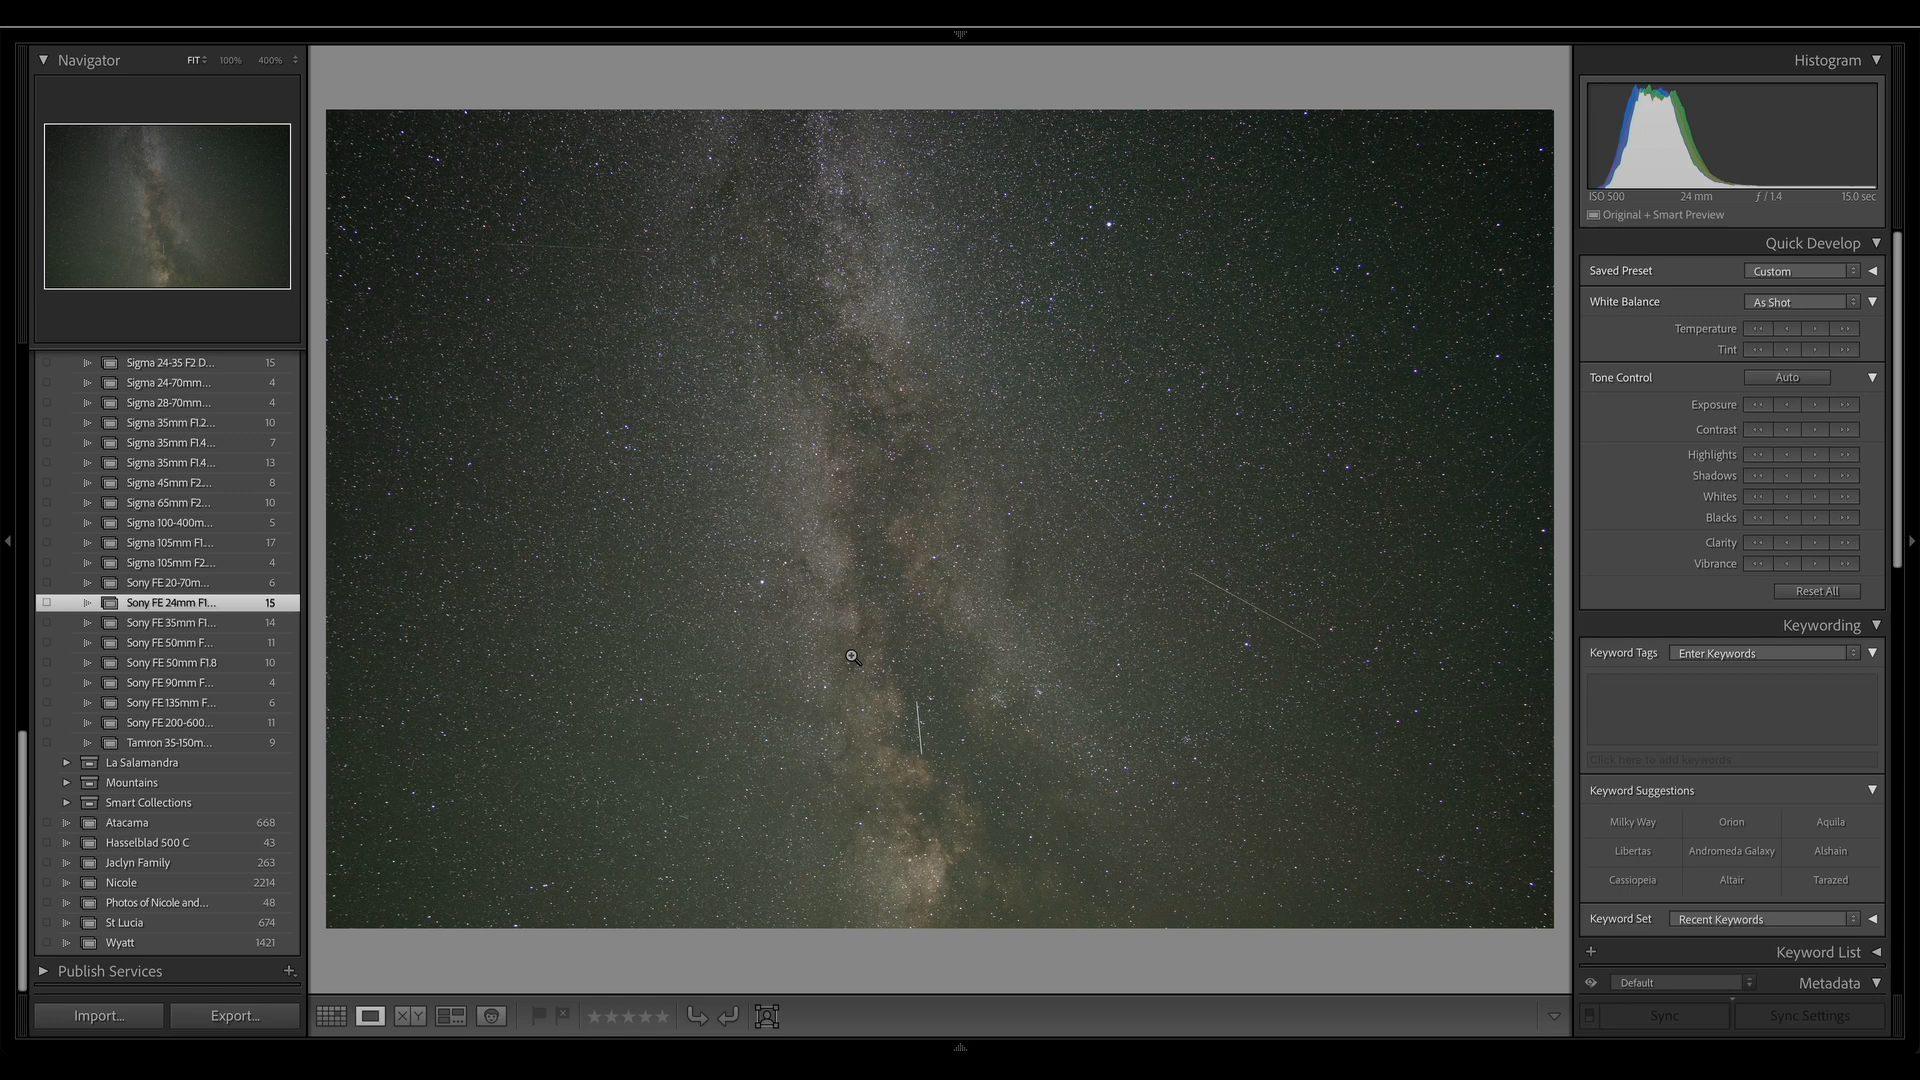 Navigator FIT 100% 400%
Sigma 24-35 F2 D... 15
Sigma 24-70mm... 4
Sigma 28-70mm... 4
Sigma 35mm F1.2... 10
Sigma 35mm F1.4... 7
Sigma 35mm F1.4... 13
Sigma 45mm F2.... 8
Sigma 65mm F2... 10
Sigma 100-400m... 5
Sigma 105mm F1.... 17
Sigma 105mm F2.... 4
Sony FE 20-70m... 6
Sony FE 24mm F1... 15
Sony FE 35mm F1... 14
Sony FE 50mm F... 11
Sony FE 50mm F1.8 10
Sony FE 90mm F... 4
Sony FE 135mm F... 6
Sony FE 200-600... 11
Tamron 35-150m... 9
La Salamandra
Mountains
Smart Collections
Atacama 668
Hasselblad 500 C 43
Jaclyn Family 263
Nicole 2214
Photos of Nicole and... 48
St Lucia 674
Wyatt 1421
Publish Services
Import... Export...
X Y
Histogram
ISO 500 24 mm ƒ / 1.4 15.0 sec
Original + Smart Preview
Quick Develop
Saved Preset Custom
White Balance As Shot
Temperature
Tint
Tone Control Auto
Exposure
Contrast
Highlights
Shadows
Whites
Blacks
Clarity
Vibrance
Reset All
Keywording
Keyword Tags Enter Keywords
Click here to add keywords
Keyword Suggestions
Milky Way Orion Aquila
Libertas Andromeda Galaxy Alshain
Cassiopeia Altair Tarazed
Keyword Set Recent Keywords
Keyword List
Default Metadata
Sync Sync Settings